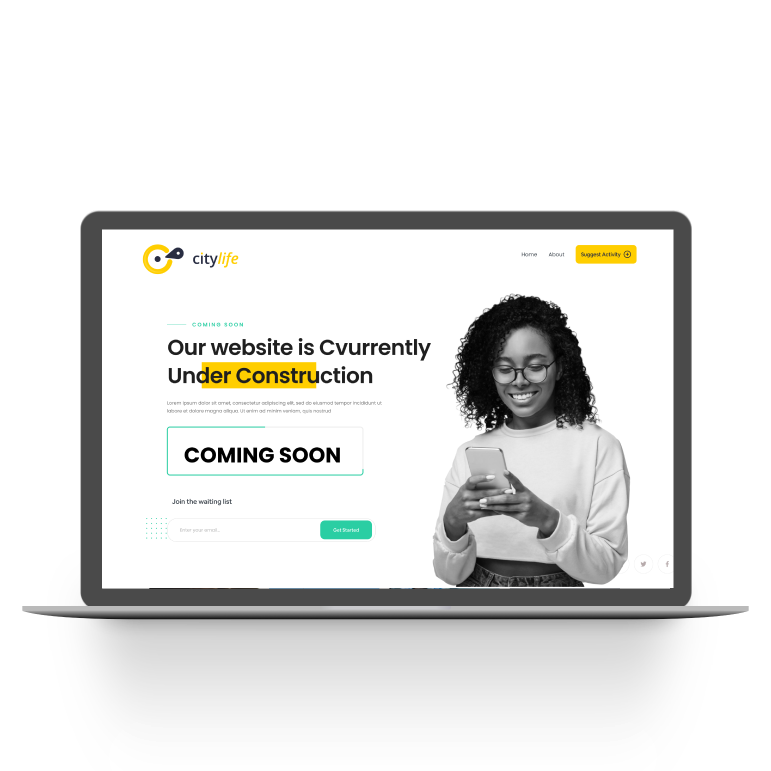 citylife
Home About Suggest Activity
COMING SOON
Our website is Cvurrently
Under Construction
Lorem ipsum dolor sit amet, consectetur adipiscing elit, sed do eiusmod tempor incididunt ut
labore et dolore magna aliqua. Ut enim ad minim veniam, quis nostrud
COMING SOON
Join the waiting list
Enter your email...
Get Started